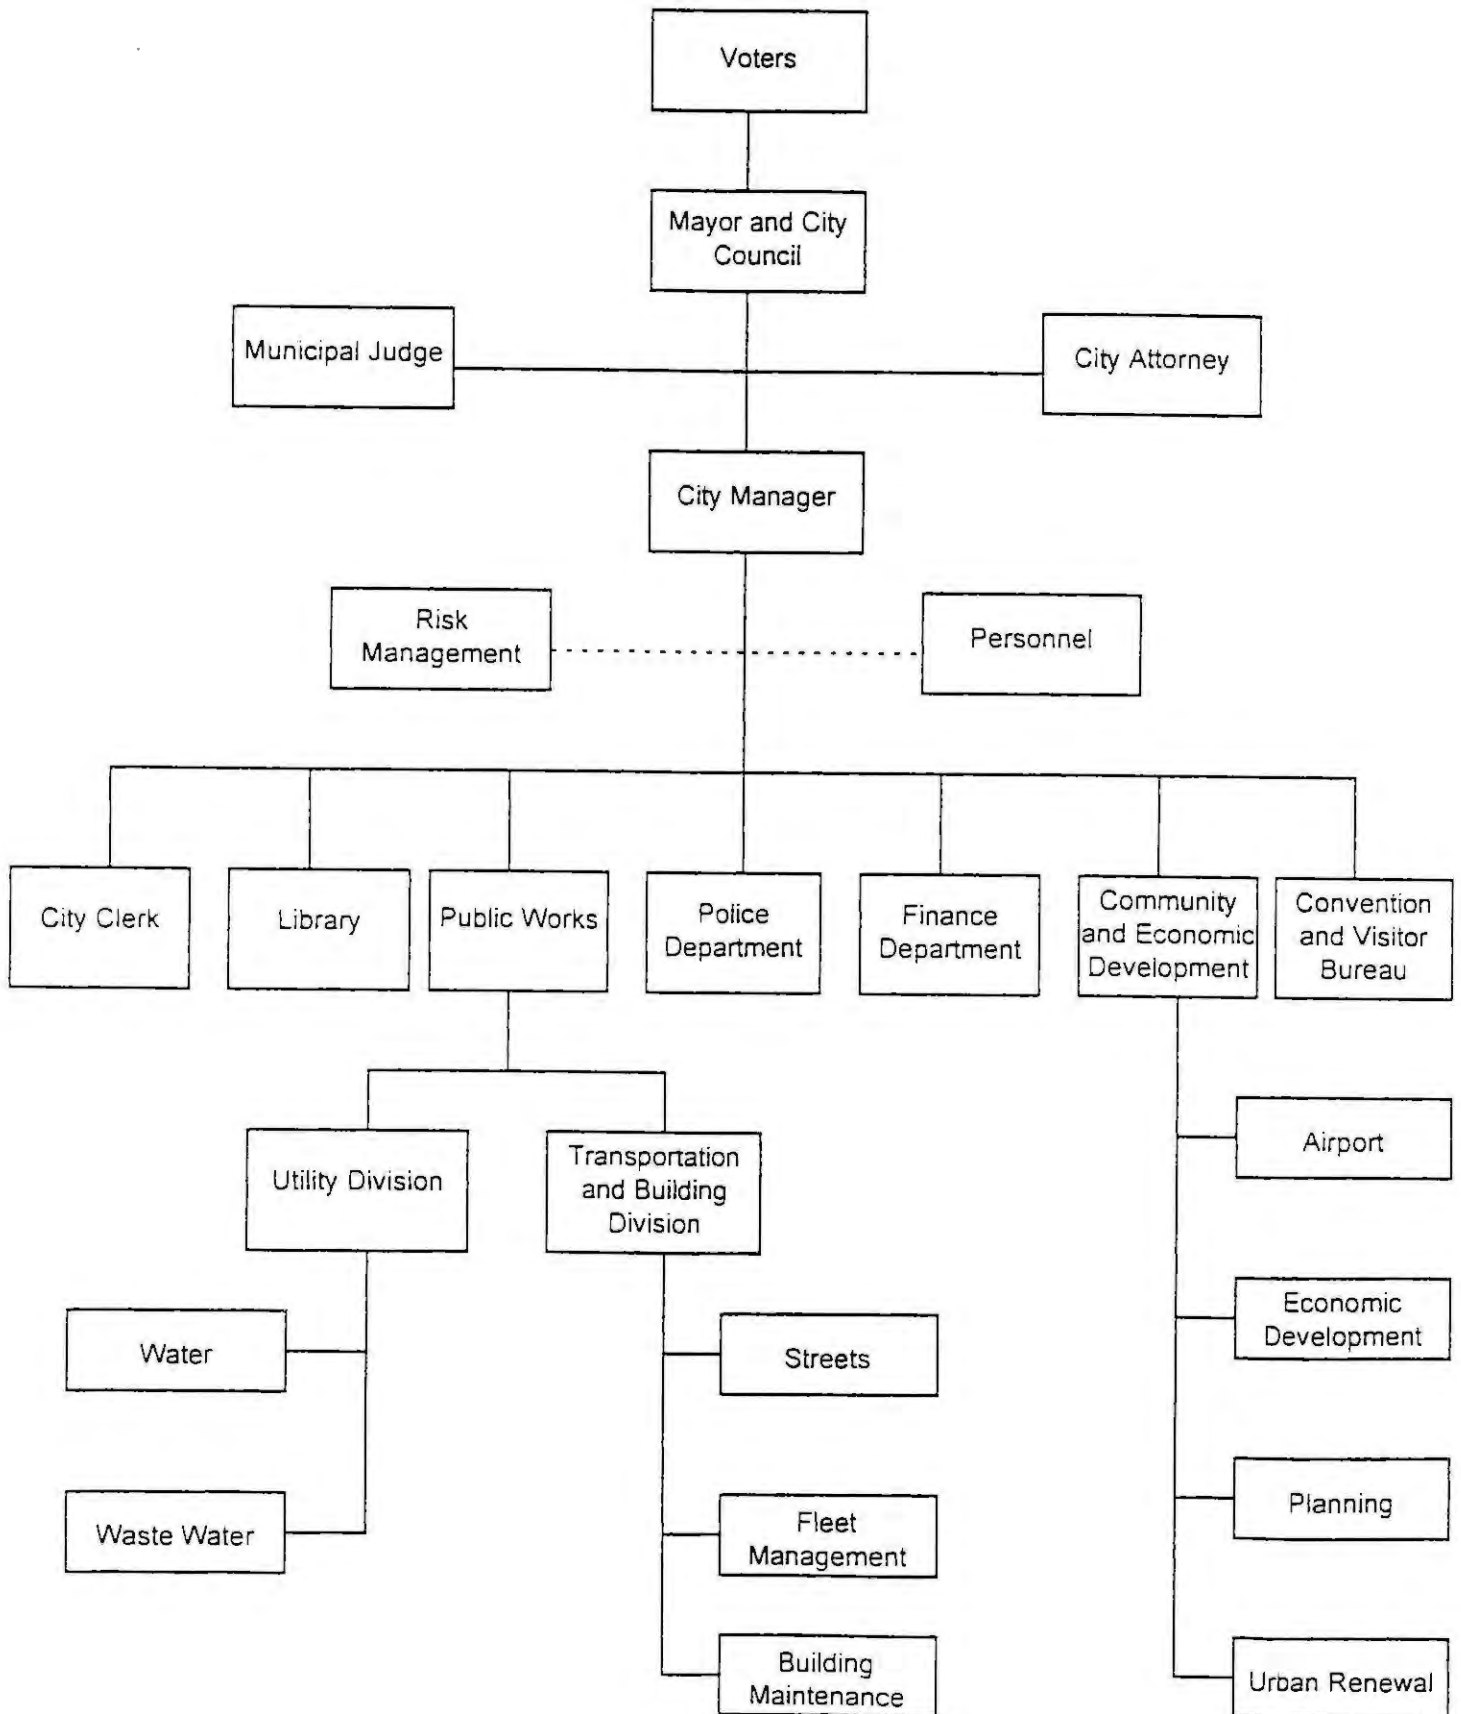 Voters
Mayor and City
Council
Municipal Judge
City Attorney
City Manager
Risk
Management
Personnel
City Clerk
Library
Public Works
Police
Department
Finance
Department
Community
and Economic
Development
Convention
and Visitor
Bureau
Utility Division
Transportation
and Building
Division
Airport
Water
Streets
Economic
Development
Waste Water
Fleet
Management
Planning
Building
Maintenance
Urban Renewal